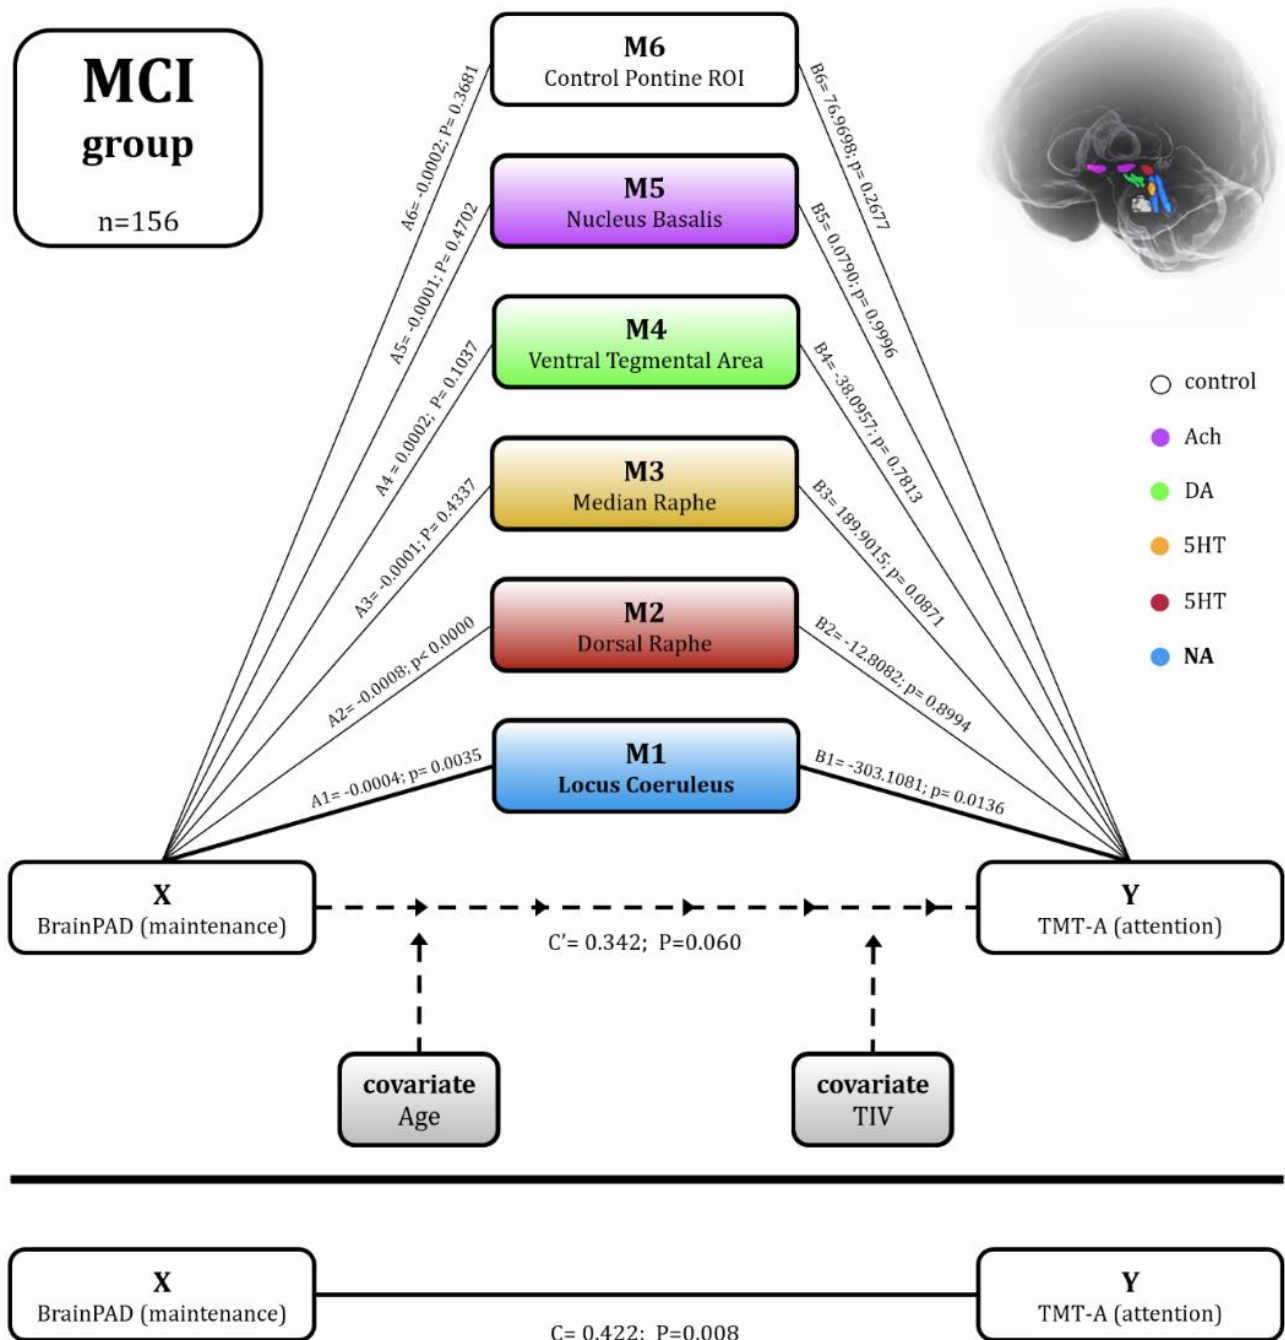 MCI
group
n=156
M6
Control Pontine ROI
M5
Nucleus Basalis
M4
Ventral Tegmental Area
M3
Median Raphe
M2
Dorsal Raphe
M1
Locus Coeruleus
A6= -0.0002; P= 0.3681
A5= -0.0001; P= 0.4702
A4 = 0.0002; P= 0.1037
A3= -0.0001; P= 0.4337
A2= -0.0008; p< 0.0000
A1= -0.0004; p= 0.0035
B6= 76.9698; p= 0.2677
B5= 0.0790; p= 0.9996
B4= -38.0957; p= 0.7813
B3= 189.9015; p= 0.0871
B2= -12.8082; p= 0.8994
B1= -303.1081; p= 0.0136
control
Ach
DA
5HT
5HT
NA
X
BrainPAD (maintenance)
Y
TMT-A (attention)
C’= 0.342; P=0.060
covariate
Age
covariate
TIV
X
BrainPAD (maintenance)
Y
TMT-A (attention)
C= 0.422; P=0.008